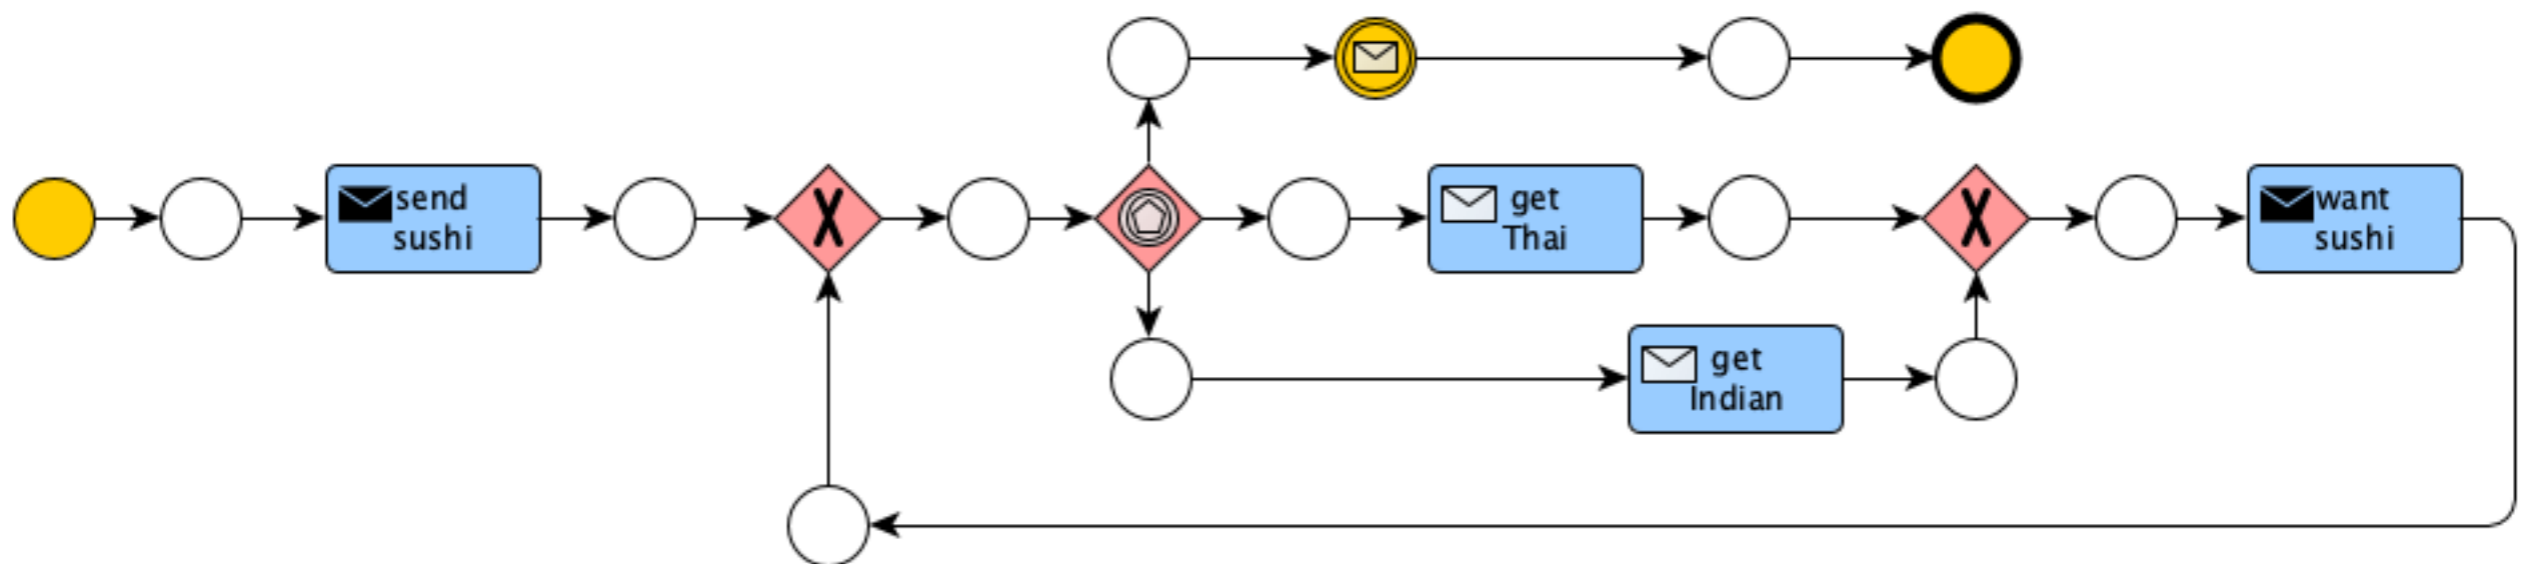 send
sushi
get
Thai
want
sushi
get
Indian